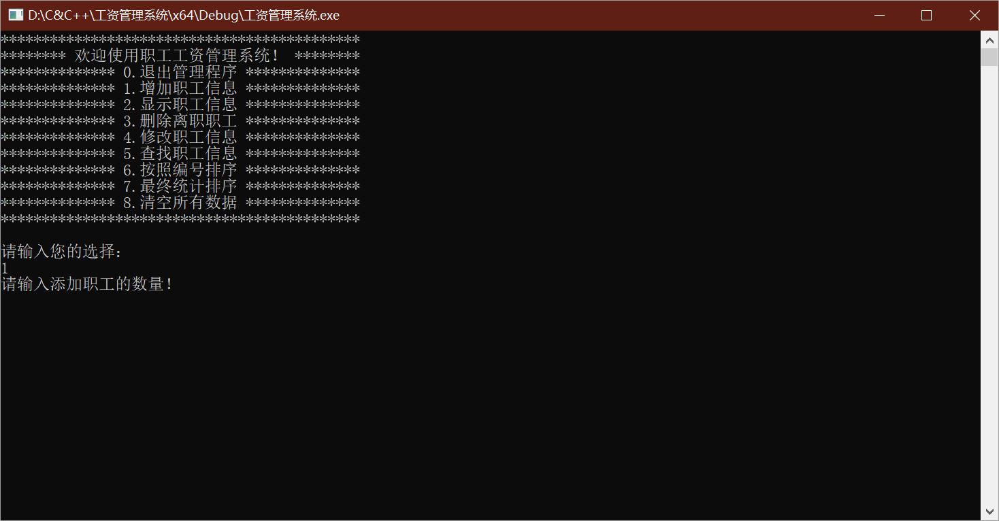 D:\C&C++\工资管理系统\x64\Debug\工资管理系统.exe
********************************************
******** 欢迎使用职工工资管理系统! ********
************** 0.退出管理程序 **************
************** 1.增加职工信息 **************
************** 2.显示职工信息 **************
************** 3.删除离职职工 **************
************** 4.修改职工信息 **************
************** 5.查找职工信息 **************
************** 6.按照编号排序 **************
************** 7.最终统计排序 **************
************** 8.清空所有数据 **************
********************************************
请输入您的选择:
1
请输入添加职工的数量!